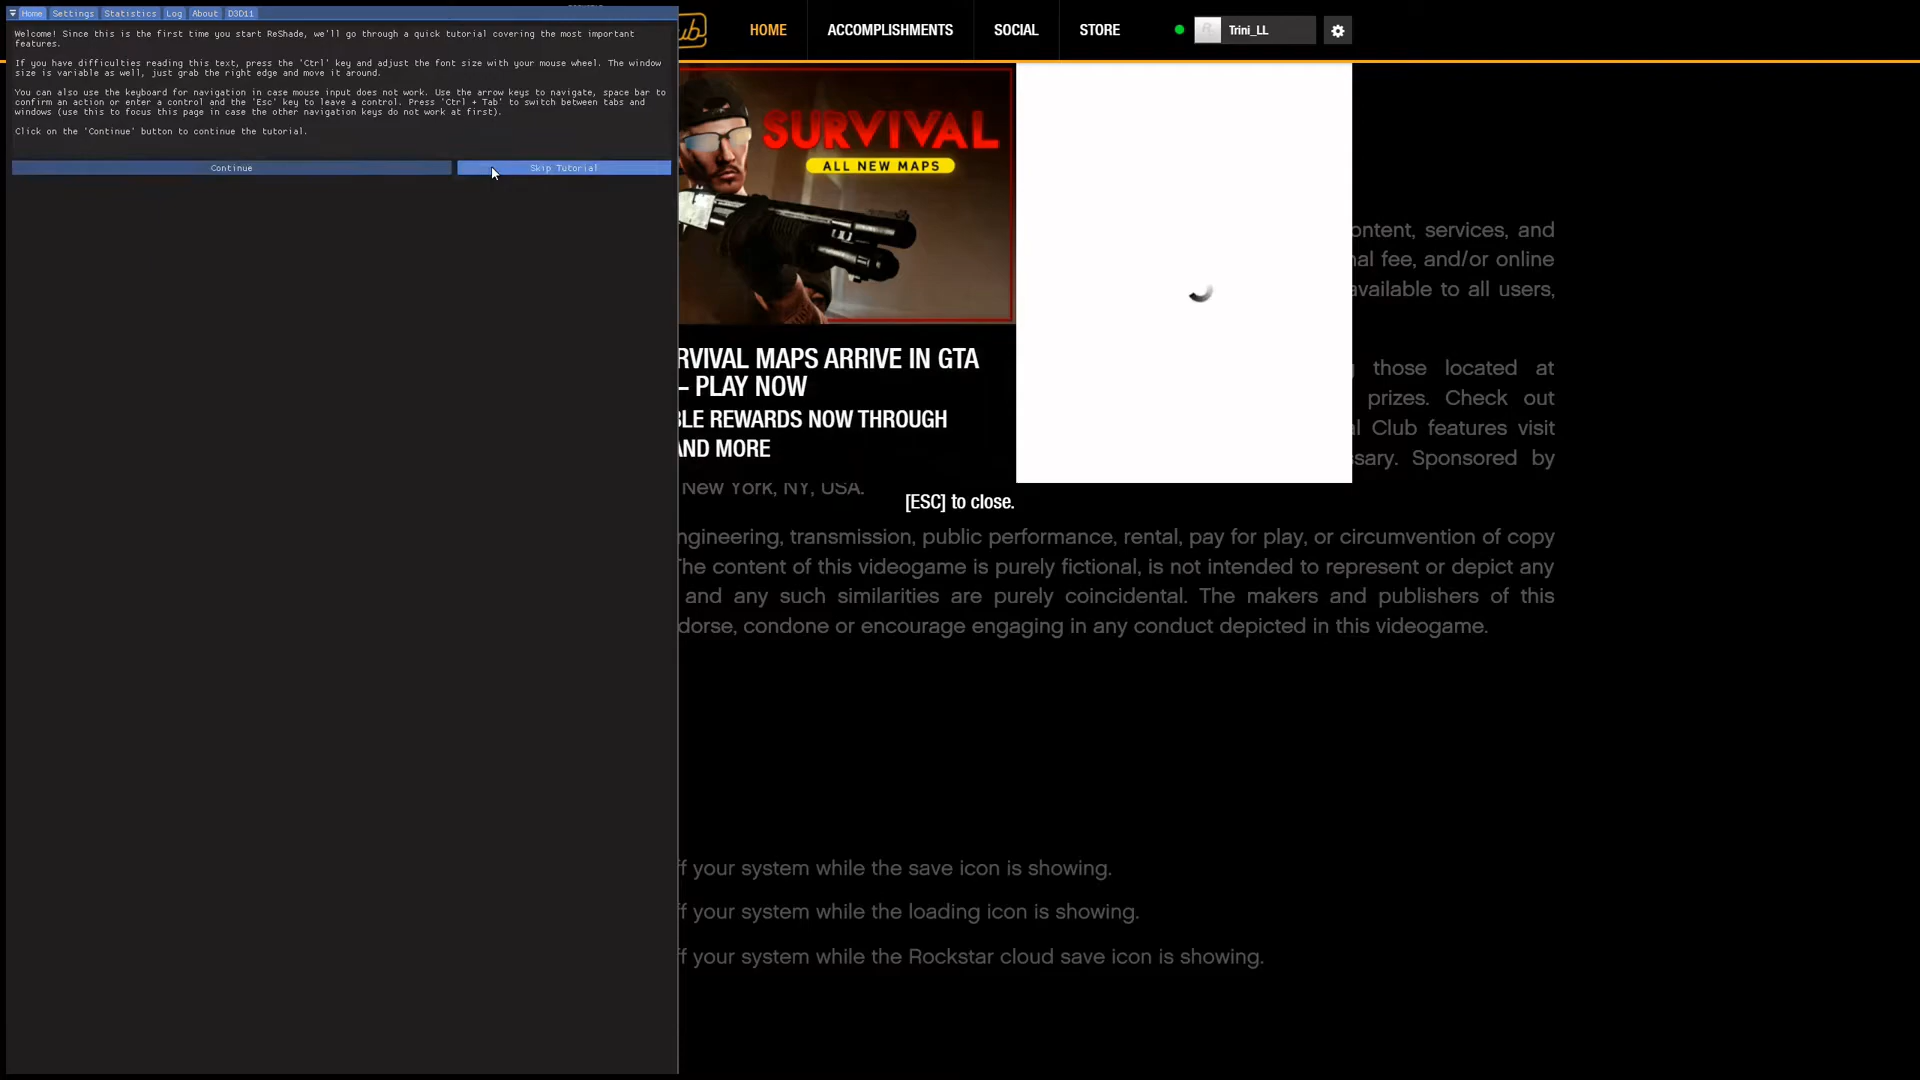 Home Settings Statistics Log About D3D11
Welcome! Since this is the first time you start ReShade, we'll go through a quick tutorial covering the most important
features.
If you have difficulties reading this text, press the 'Ctrl' key and adjust the font size with your mouse wheel. The window
size is variable as well, just grab the right edge and move it around.
You can also use the keyboard for navigation in case mouse input does not work. Use the arrow keys to navigate, space bar to
confirm an action or enter a control and the 'Esc' key to leave a control. Press 'Ctrl + Tab' to switch between tabs and
windows (use this to focus this page in case the other navigation keys do not work at first).
Click on the 'Continue' button to continue the tutorial.
Continue Skip Tutorial
ub HOME ACCOMPLISHMENTS SOCIAL STORE Trini_LL
SURVIVAL
ALL NEW MAPS
RVIVAL MAPS ARRIVE IN GTA
– PLAY NOW
BLE REWARDS NOW THROUGH
AND MORE
[ESC] to close.
ontent, services, and
nal fee, and/or online
available to all users,
those located at
prizes. Check out
al Club features visit
ssary. Sponsored by
New York, NY, USA.
ngineering, transmission, public performance, rental, pay for play, or circumvention of copy
The content of this videogame is purely fictional, is not intended to represent or depict any
and any such similarities are purely coincidental. The makers and publishers of this
dorse, condone or encourage engaging in any conduct depicted in this videogame.
ff your system while the save icon is showing.
ff your system while the loading icon is showing.
ff your system while the Rockstar cloud save icon is showing.